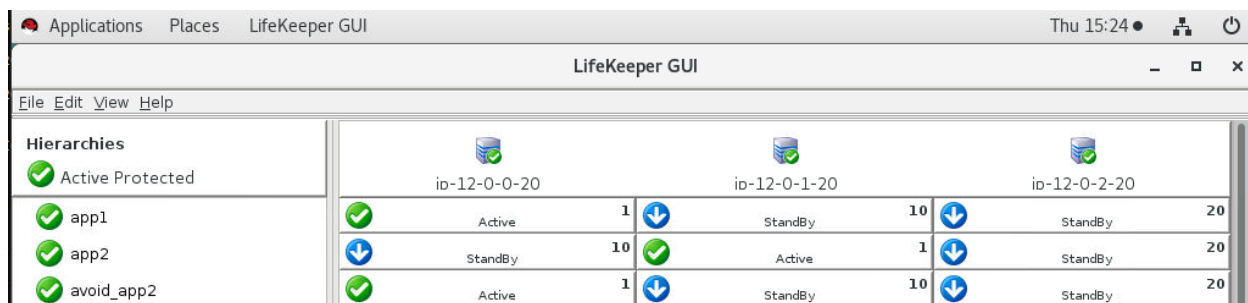 Applications Places LifeKeeper GUI Thu 15:24
LifeKeeper GUI
File Edit View Help
Hierarchies
Active Protected
ip-12-0-0-20 ip-12-0-1-20 ip-12-0-2-20
app1 Active 1 StandBy 10 StandBy 20
app2 StandBy 10 Active 1 StandBy 20
avoid_app2 Active 1 StandBy 10 StandBy 20